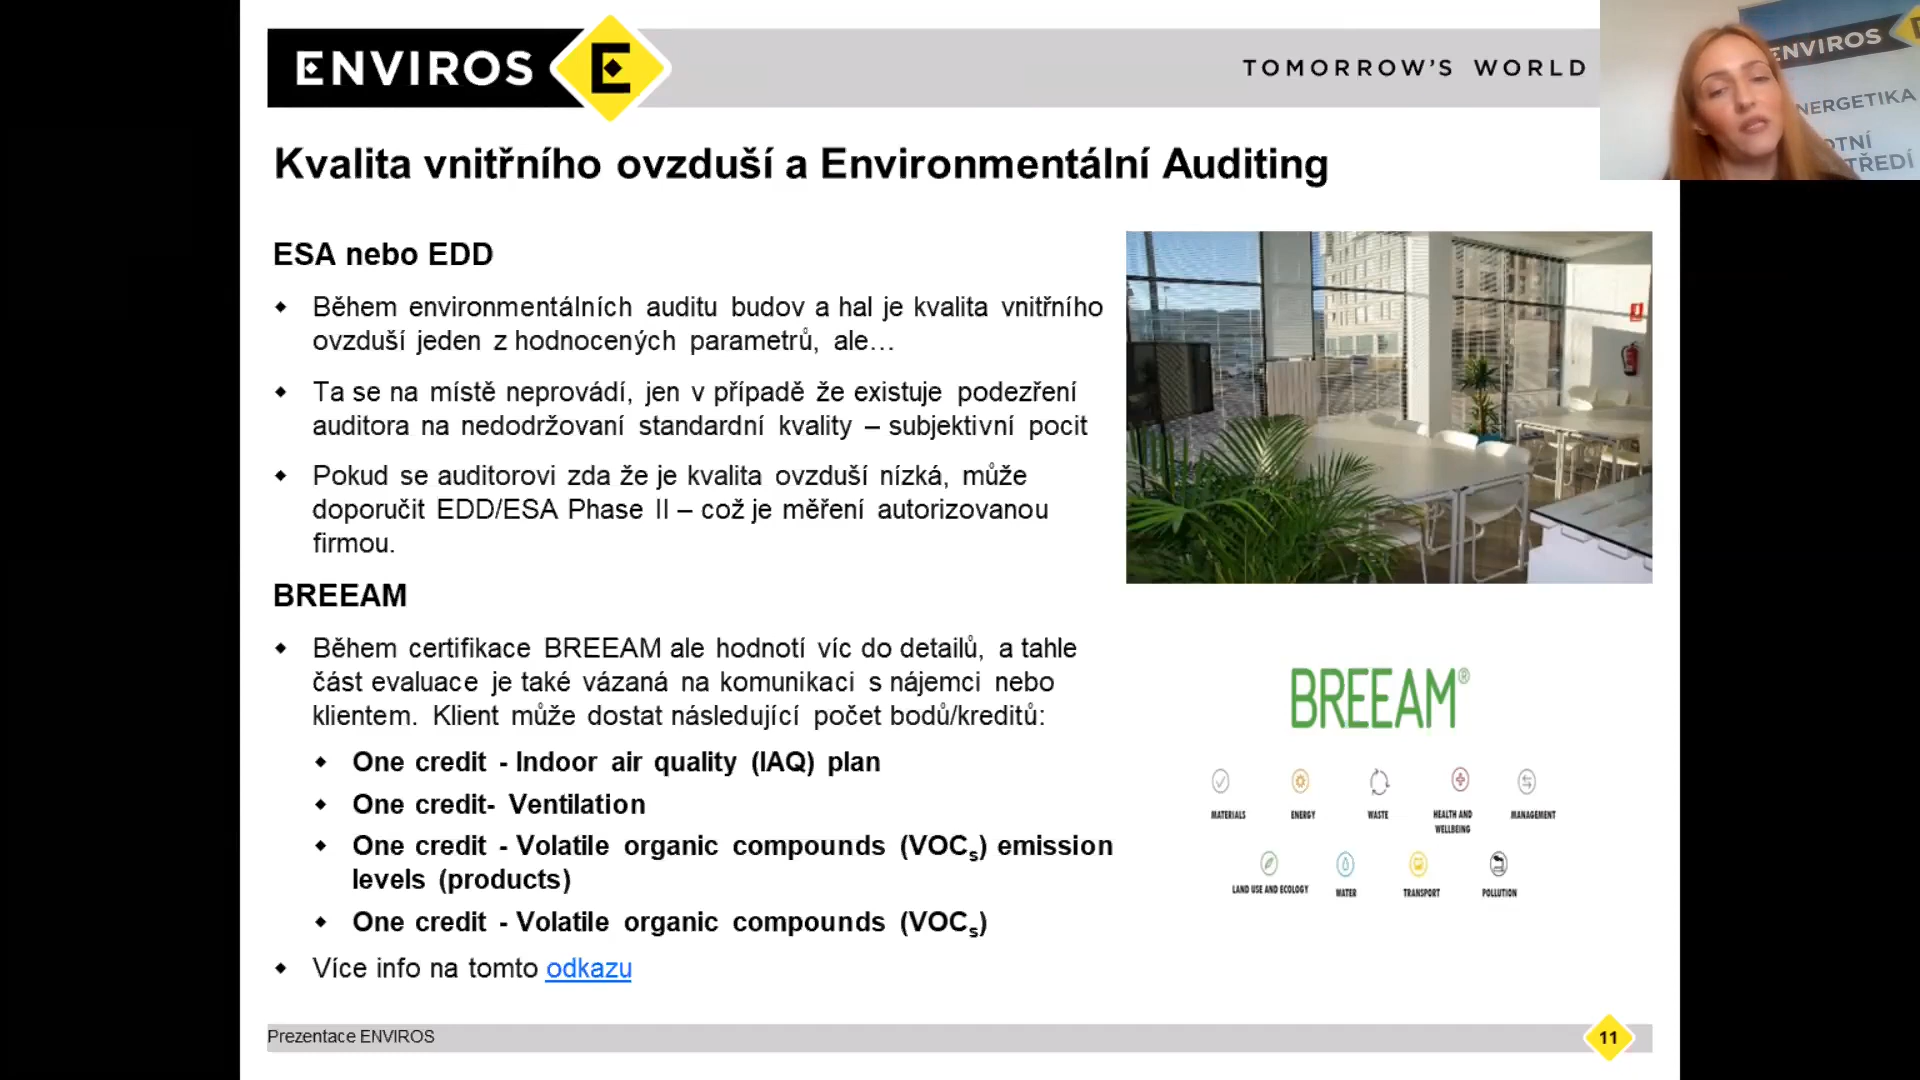 ENVIROS
E
TOMORROW'S WORLD
ENVIROS
NERGETIKA
OTNÍ
TŘEDÍ
Kvalita vnitřního ovzduší a Environmentální Auditing
ESA nebo EDD
Během environmentálních auditu budov a hal je kvalita vnitřního
ovzduší jeden z hodnocených parametrů, ale…
Ta se na místě neprovádí, jen v případě že existuje podezření
auditora na nedodržovaní standardní kvality – subjektivní pocit
Pokud se auditorovi zda že je kvalita ovzduší nízká, může
doporučit EDD/ESA Phase II – což je měření autorizovanou
firmou.
BREEAM
Během certifikace BREEAM ale hodnotí víc do detailů, a tahle
část evaluace je také vázaná na komunikaci s nájemci nebo
klientem. Klient může dostat následující počet bodů/kreditů:
One credit - Indoor air quality (IAQ) plan
One credit- Ventilation
One credit - Volatile organic compounds (VOCs) emission
levels (products)
One credit - Volatile organic compounds (VOCs)
Více info na tomto odkazu
BREEAM®
MATERIALS
ENERGY
WASTE
HEALTH AND
WELLBEING
MANAGEMENT
LAND USE AND ECOLOGY
WATER
TRANSPORT
POLLUTION
Prezentace ENVIROS
11